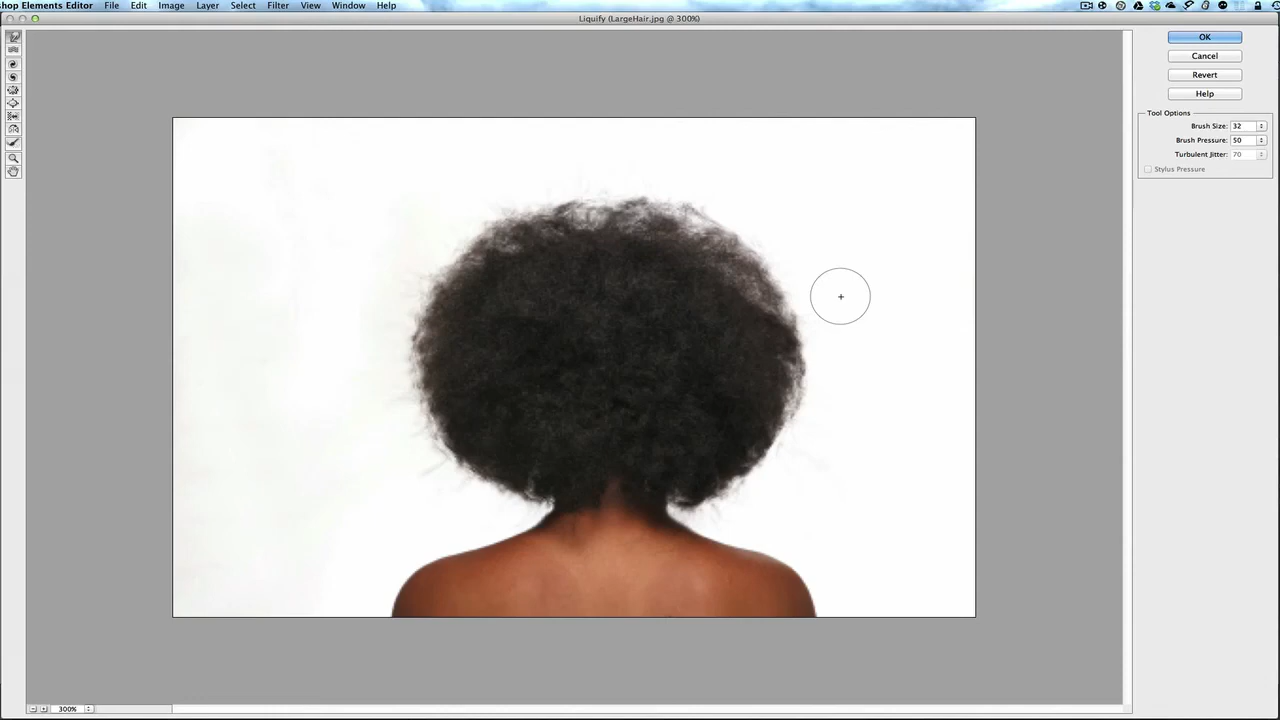 shop Elements Editor File Edit Image Layer Select Filter View Window Help
Liquify (LargeHair.jpg @ 300%)
OK
Cancel
Revert
Help
Tool Options
Brush Size: 32
Brush Pressure: 50
Turbulent Jitter: 70
Stylus Pressure
300%